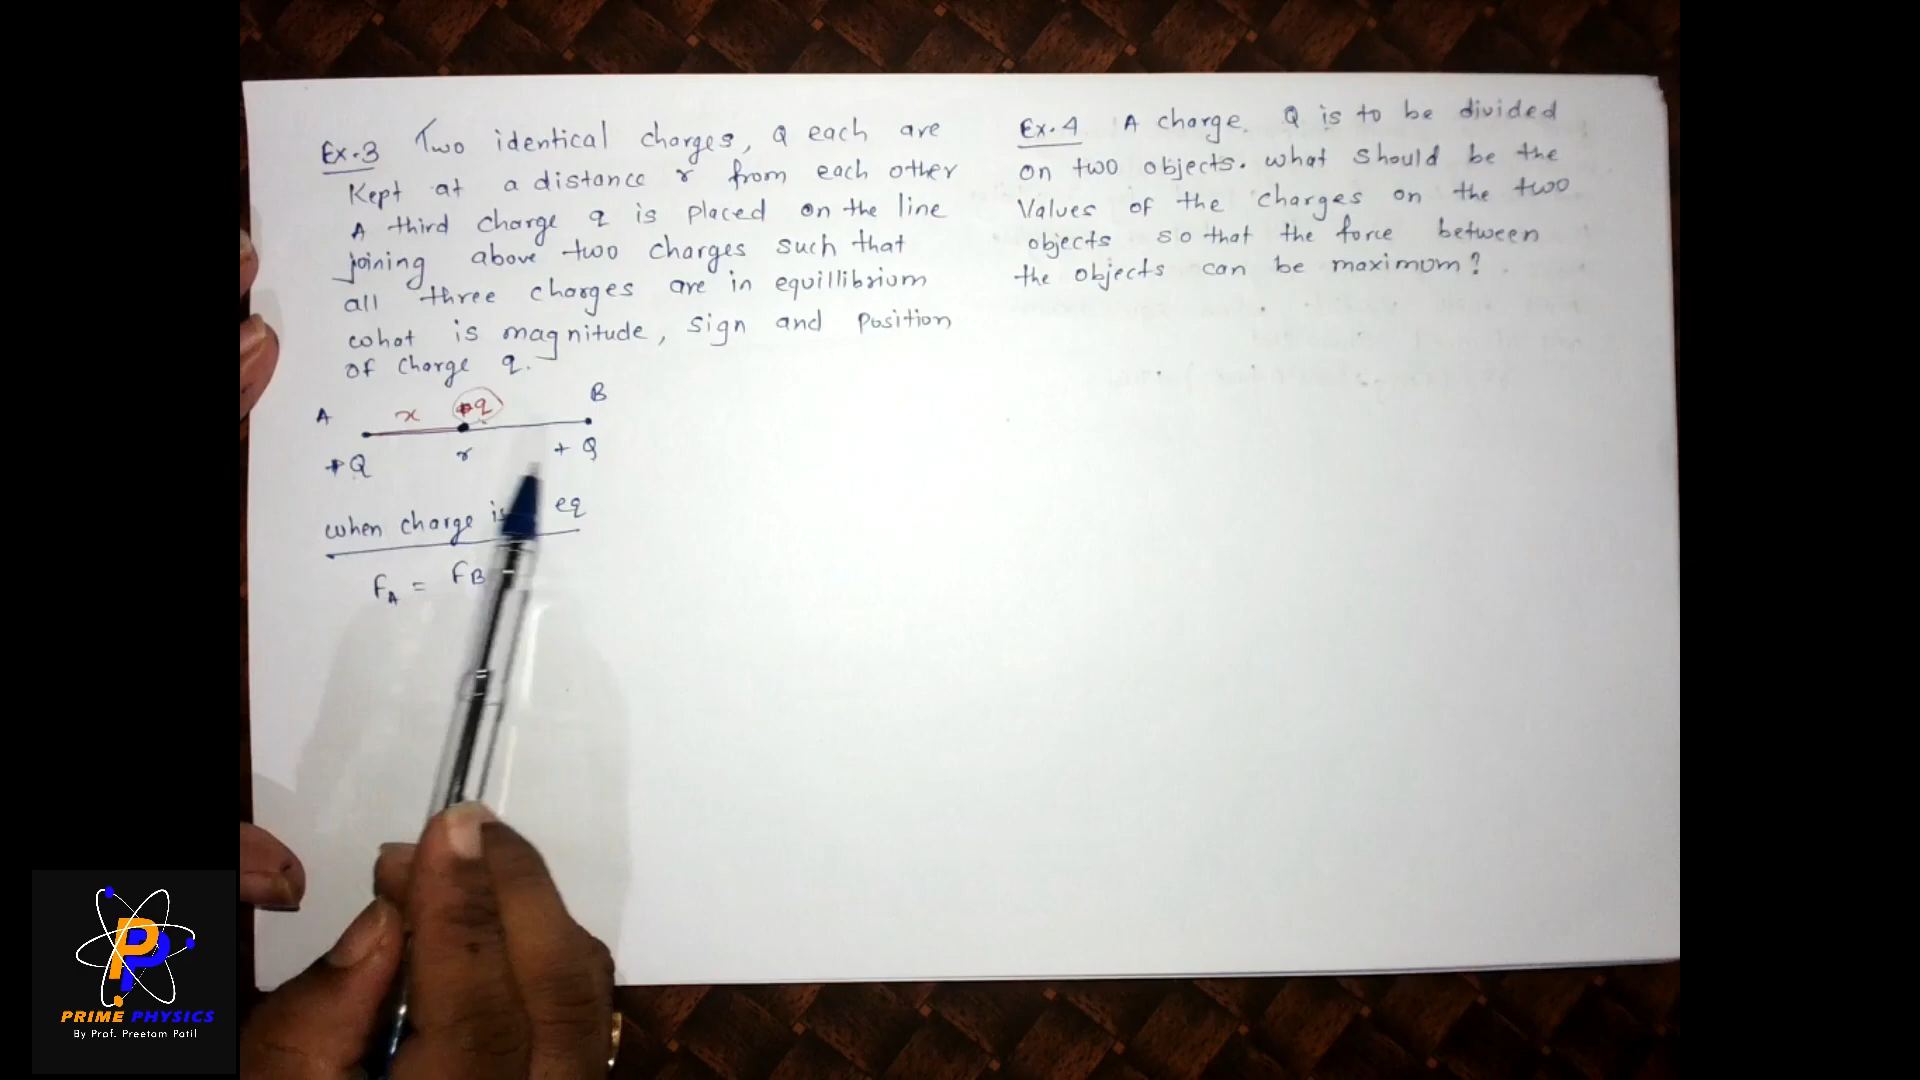 Ex.3 Two identical charges, Q each are
Kept at a distance r from each other
A third charge q is placed on the line
joining above two charges such that
all three charges are in equillibrium
what is magnitude, sign and position
of charge q.
A x +q B
+Q r + Q
when charge is eq
FA = FB
Ex.4 A charge. Q is to be divided
on two objects. what should be the
Values of the charges on the two
objects so that the force between
the objects can be maximum?
PRIME PHYSICS
By Prof. Preetam Patil